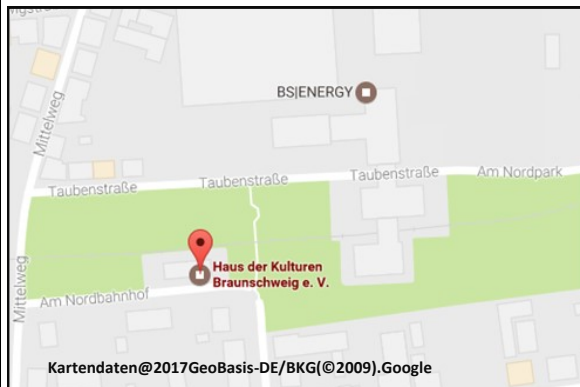 Mittelweg
BS|ENERGY
Taubenstraße
Taubenstraße
Taubenstraße
Am Nordpark
Haus der Kulturen
Braunschweig e. V.
Am Nordbahnhof
Mittelweg
Kartendaten@2017GeoBasis-DE/BKG(©2009).Google